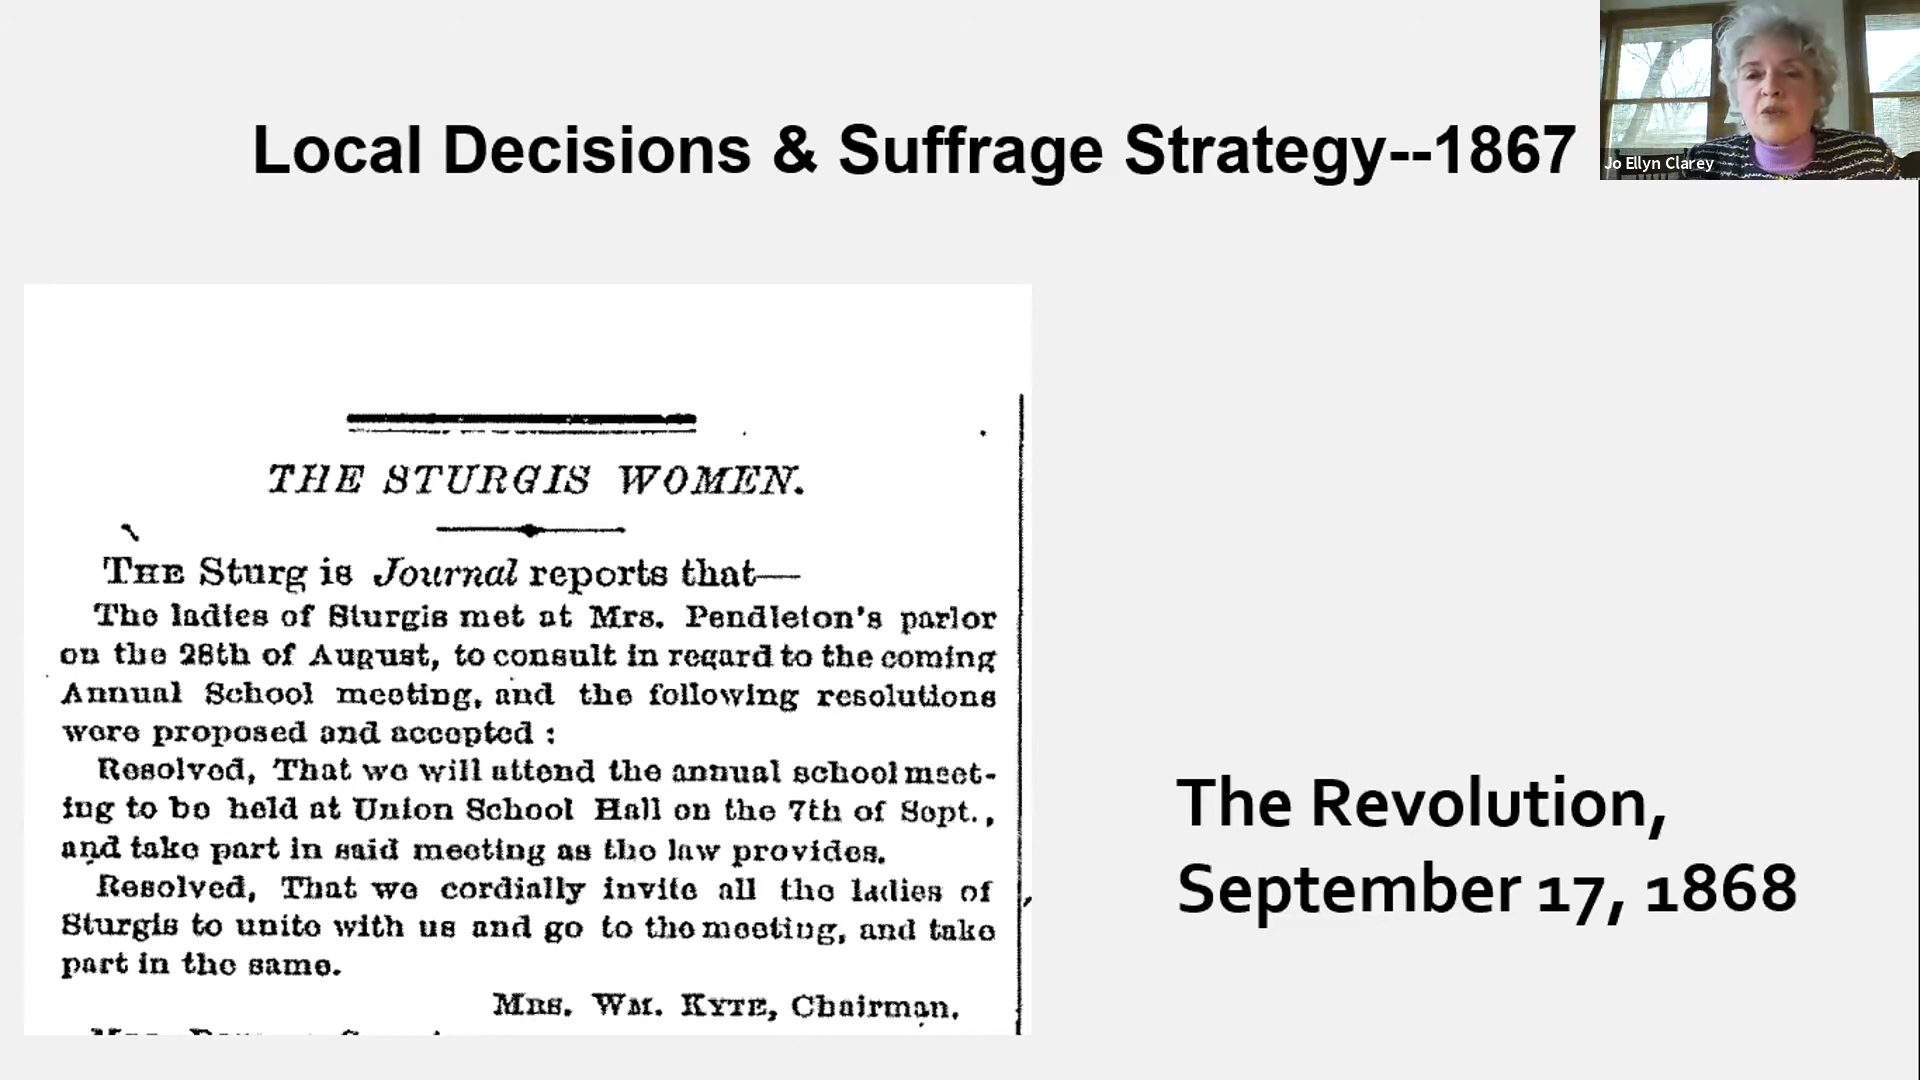 Local Decisions & Suffrage Strategy--1867
Jo Ellyn Clarey
THE STURGIS WOMEN.
THE Sturg is Journal reports that—
The ladies of Sturgis met at Mrs. Pendleton's parlor
on the 28th of August, to consult in regard to the coming
Annual School meeting, and the following resolutions
were proposed and accepted :
Resolved, That we will attend the annual school meet-
ing to be held at Union School Hall on the 7th of Sept.,
and take part in said meeting as the law provides.
Resolved, That we cordially invite all the ladies of
Sturgis to unite with us and go to the meeting, and take
part in the same.
MRS. WM. KYTE, Chairman.
The Revolution,
September 17, 1868